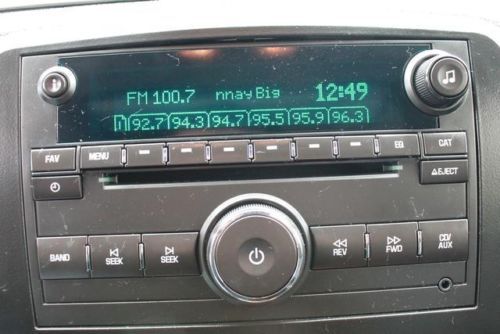 FM 100.7 nnay Big 12:49
1 92.7 94.3 94.7 95.5 95.9 96.3
FAV MENU EQ CAT
EJECT
BAND SEEK SEEK REV FWD CD/AUX